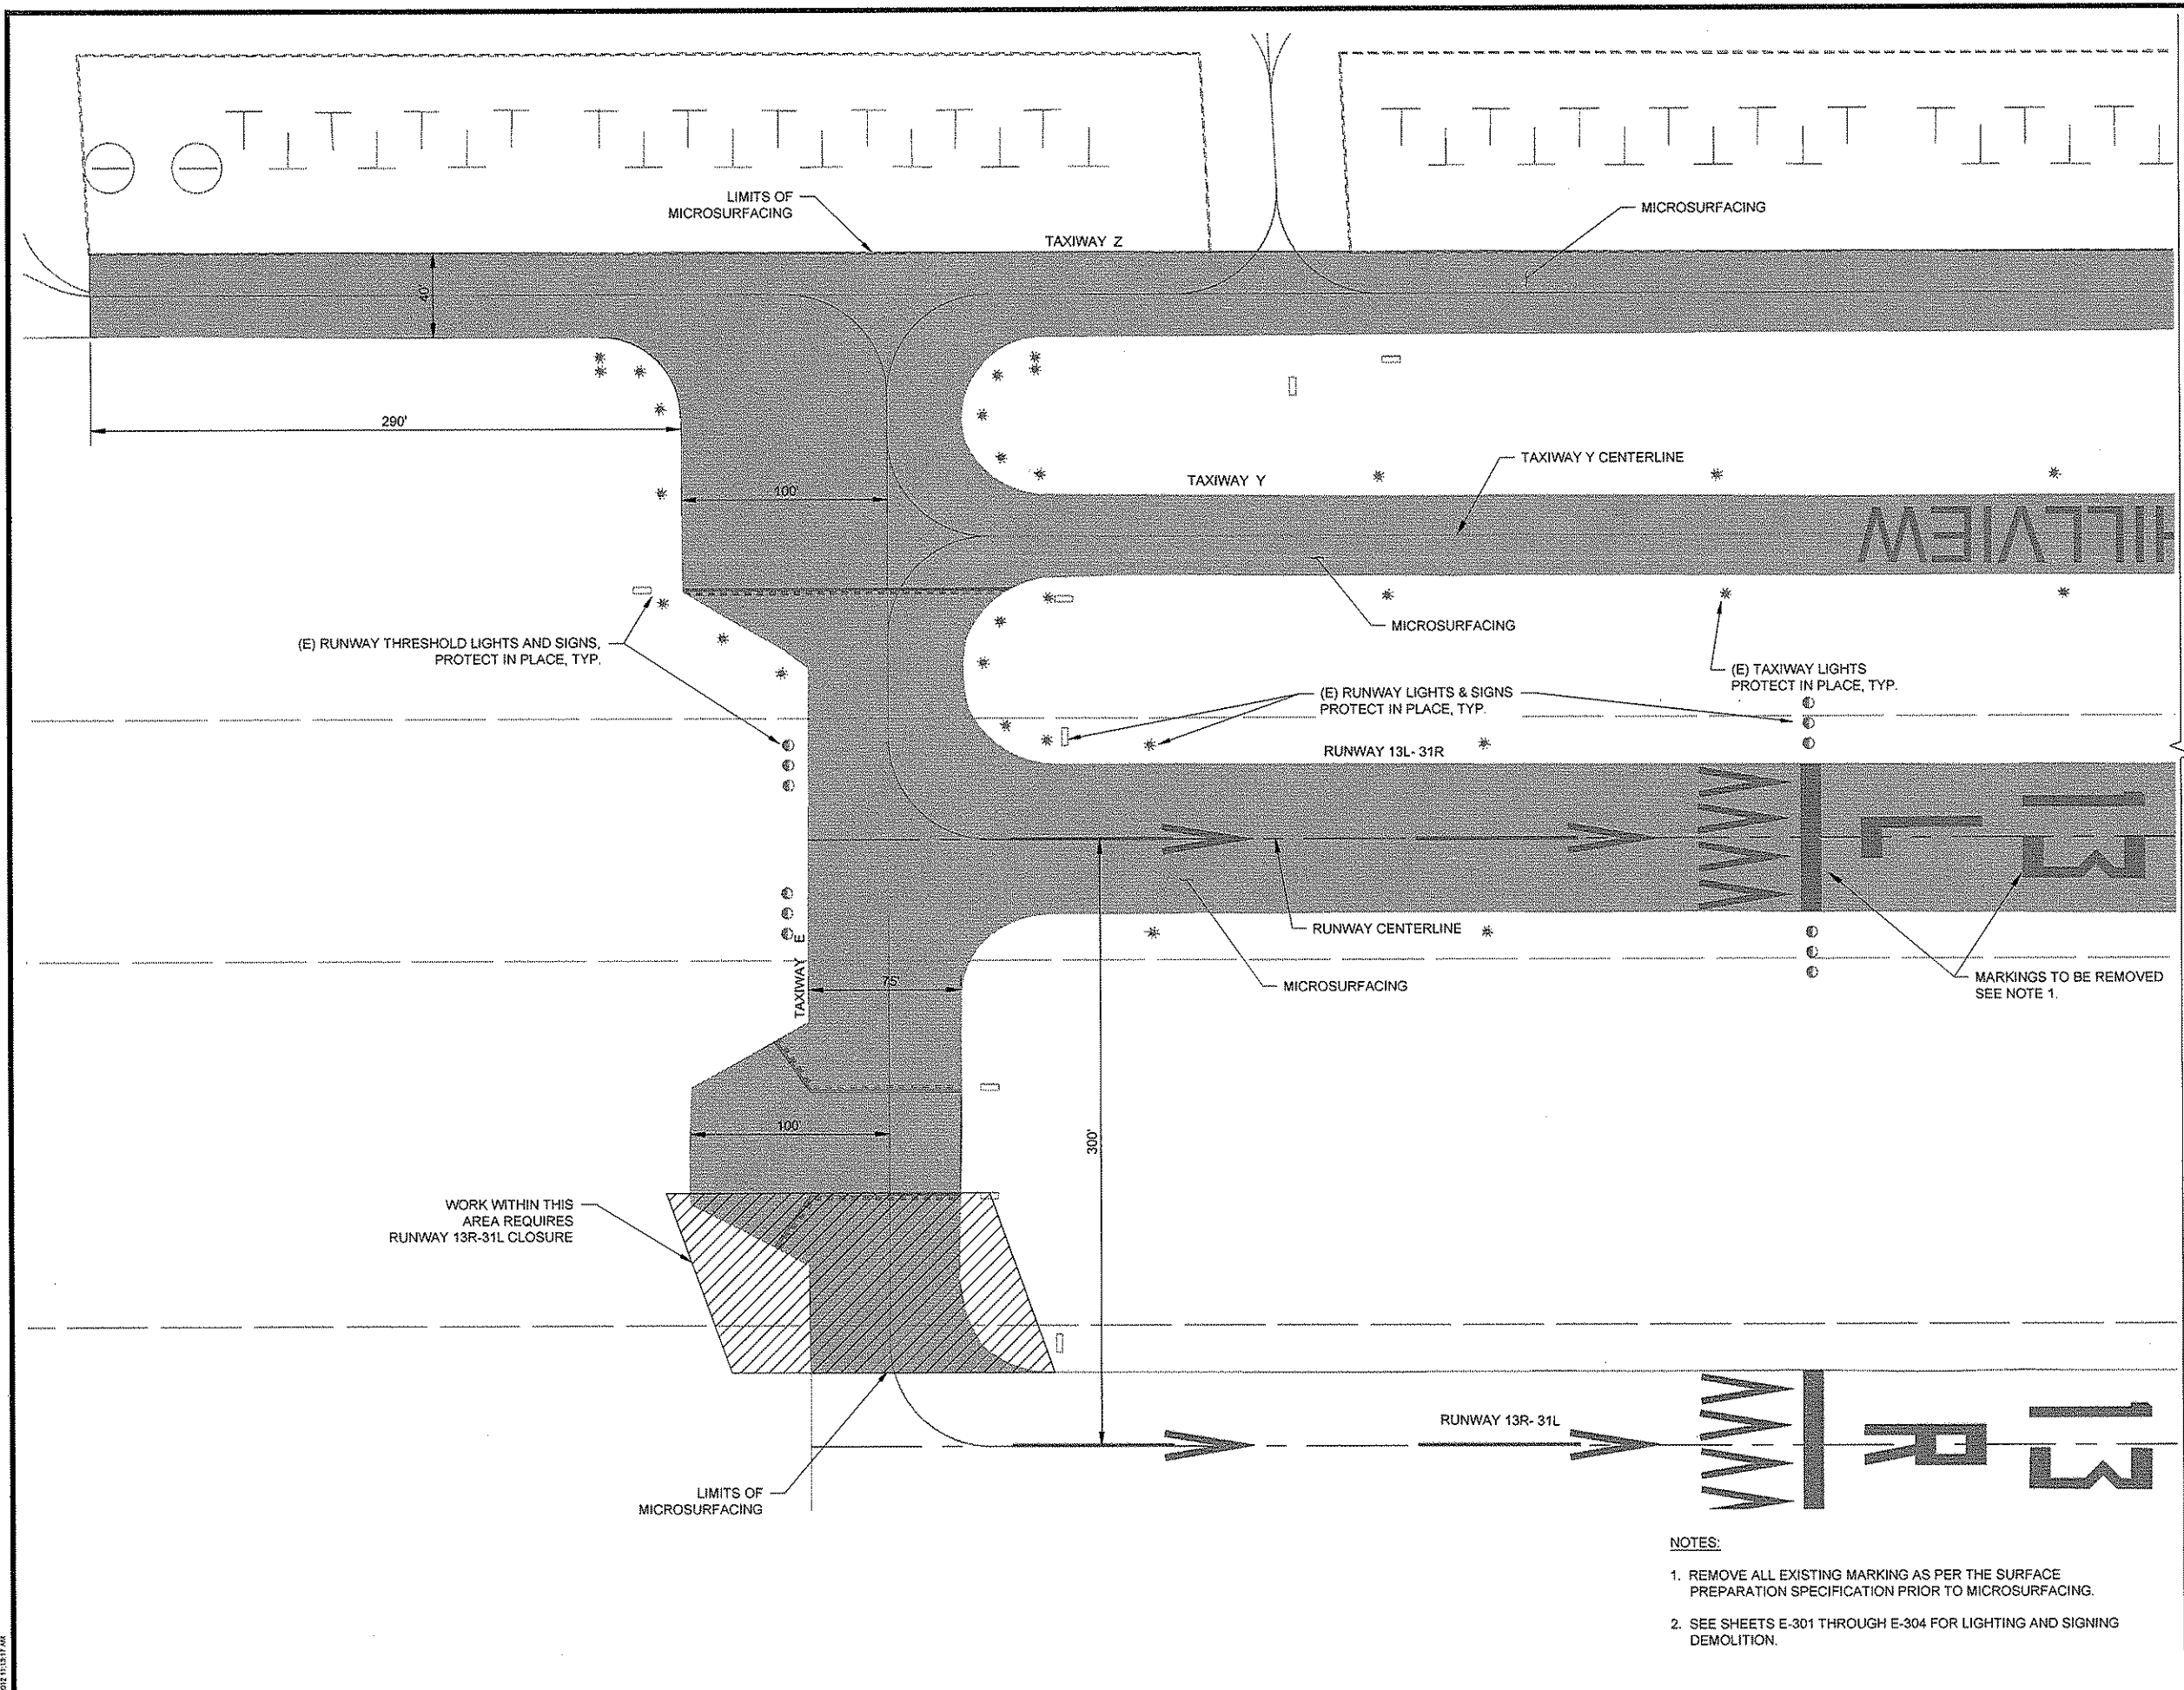 LIMITS OF
MICROSURFACING
MICROSURFACING
TAXIWAY Z
40'
290'
TAXIWAY Y CENTERLINE
TAXIWAY Y
100'
HILLVIEW
(E) RUNWAY THRESHOLD LIGHTS AND SIGNS,
PROTECT IN PLACE, TYP.
MICROSURFACING
(E) TAXIWAY LIGHTS
PROTECT IN PLACE, TYP.
(E) RUNWAY LIGHTS & SIGNS
PROTECT IN PLACE, TYP.
RUNWAY 13L- 31R
13
L
RUNWAY CENTERLINE
TAXIWAY E
75'
MICROSURFACING
MARKINGS TO BE REMOVED
SEE NOTE 1.
100'
300'
WORK WITHIN THIS
AREA REQUIRES
RUNWAY 13R-31L CLOSURE
RUNWAY 13R- 31L
13
R
LIMITS OF
MICROSURFACING
NOTES:
1. REMOVE ALL EXISTING MARKING AS PER THE SURFACE
PREPARATION SPECIFICATION PRIOR TO MICROSURFACING.
2. SEE SHEETS E-301 THROUGH E-304 FOR LIGHTING AND SIGNING
DEMOLITION.